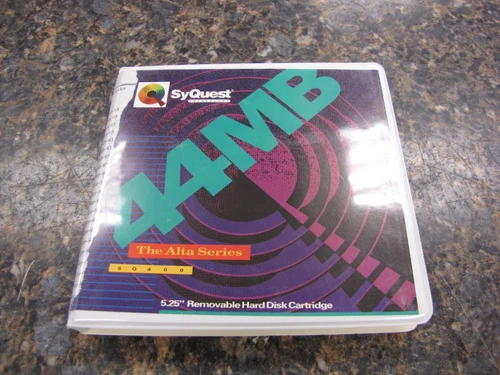 SyQuest
44MB
The Alta Series
SQ400
5.25" Removable Hard Disk Cartridge